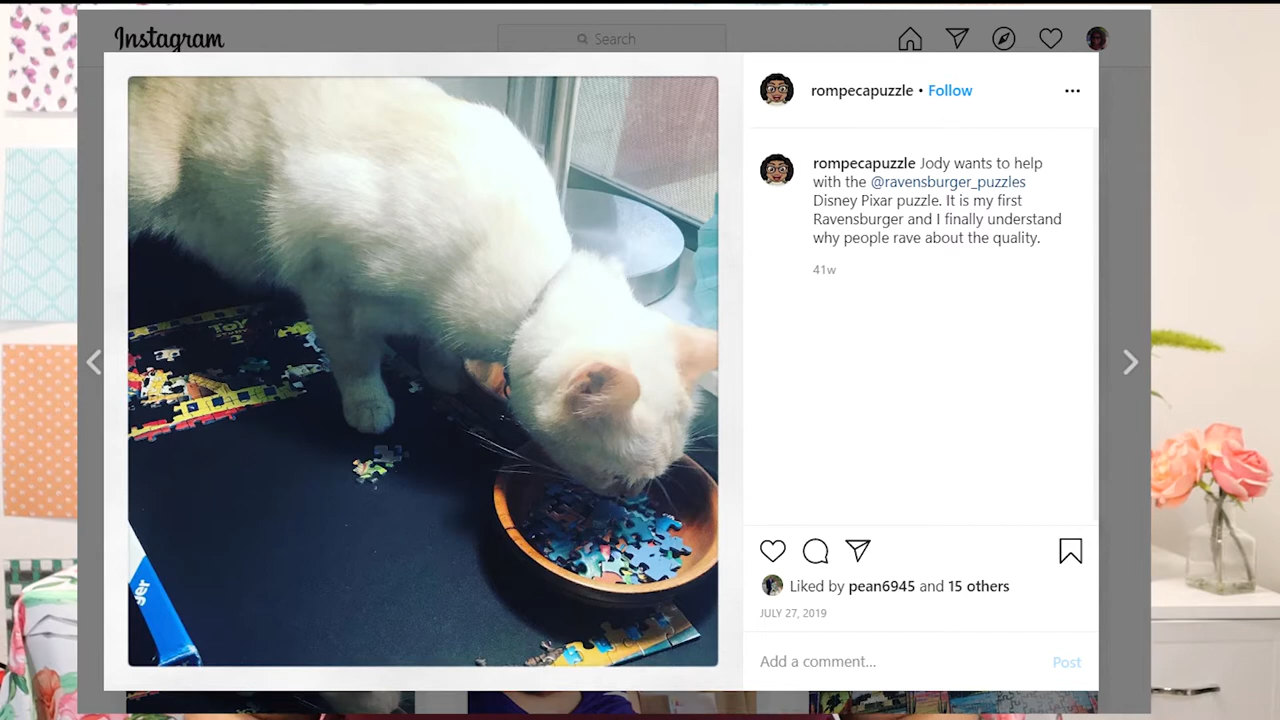 Instagram
Search
rompecapuzzle • Follow
rompecapuzzle Jody wants to help
with the @ravensburger_puzzles
Disney Pixar puzzle. It is my first
Ravensburger and I finally understand
why people rave about the quality.
41w
TOY
Liked by pean6945 and 15 others
JULY 27, 2019
Add a comment... Post